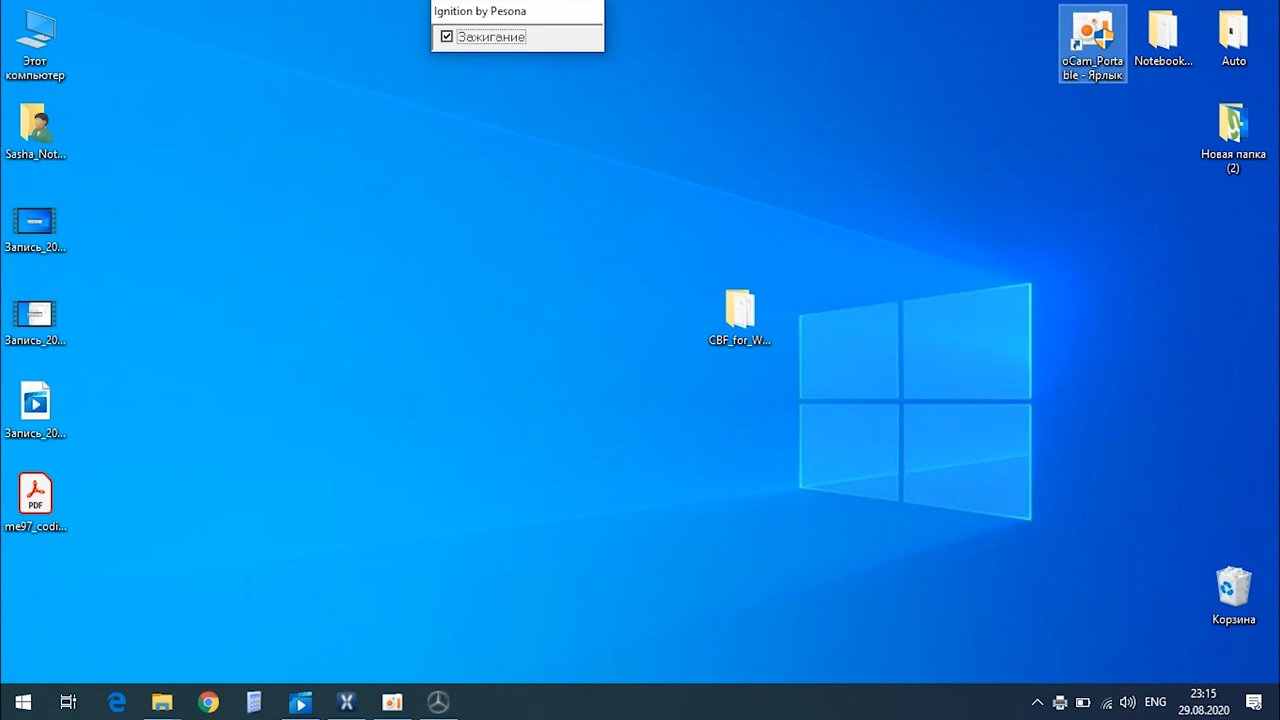 Ignition by Pesona
Зажигание
Этот
компьютер
Sasha_Not...
Запись_20...
Запись_20...
Запись_20...
PDF
me97_codi...
CBF_for_W...
oCam_Porta
ble - Ярлык
Notebook...
Auto
Новая папка
(2)
Корзина
ENG
23:15
29.08.2020